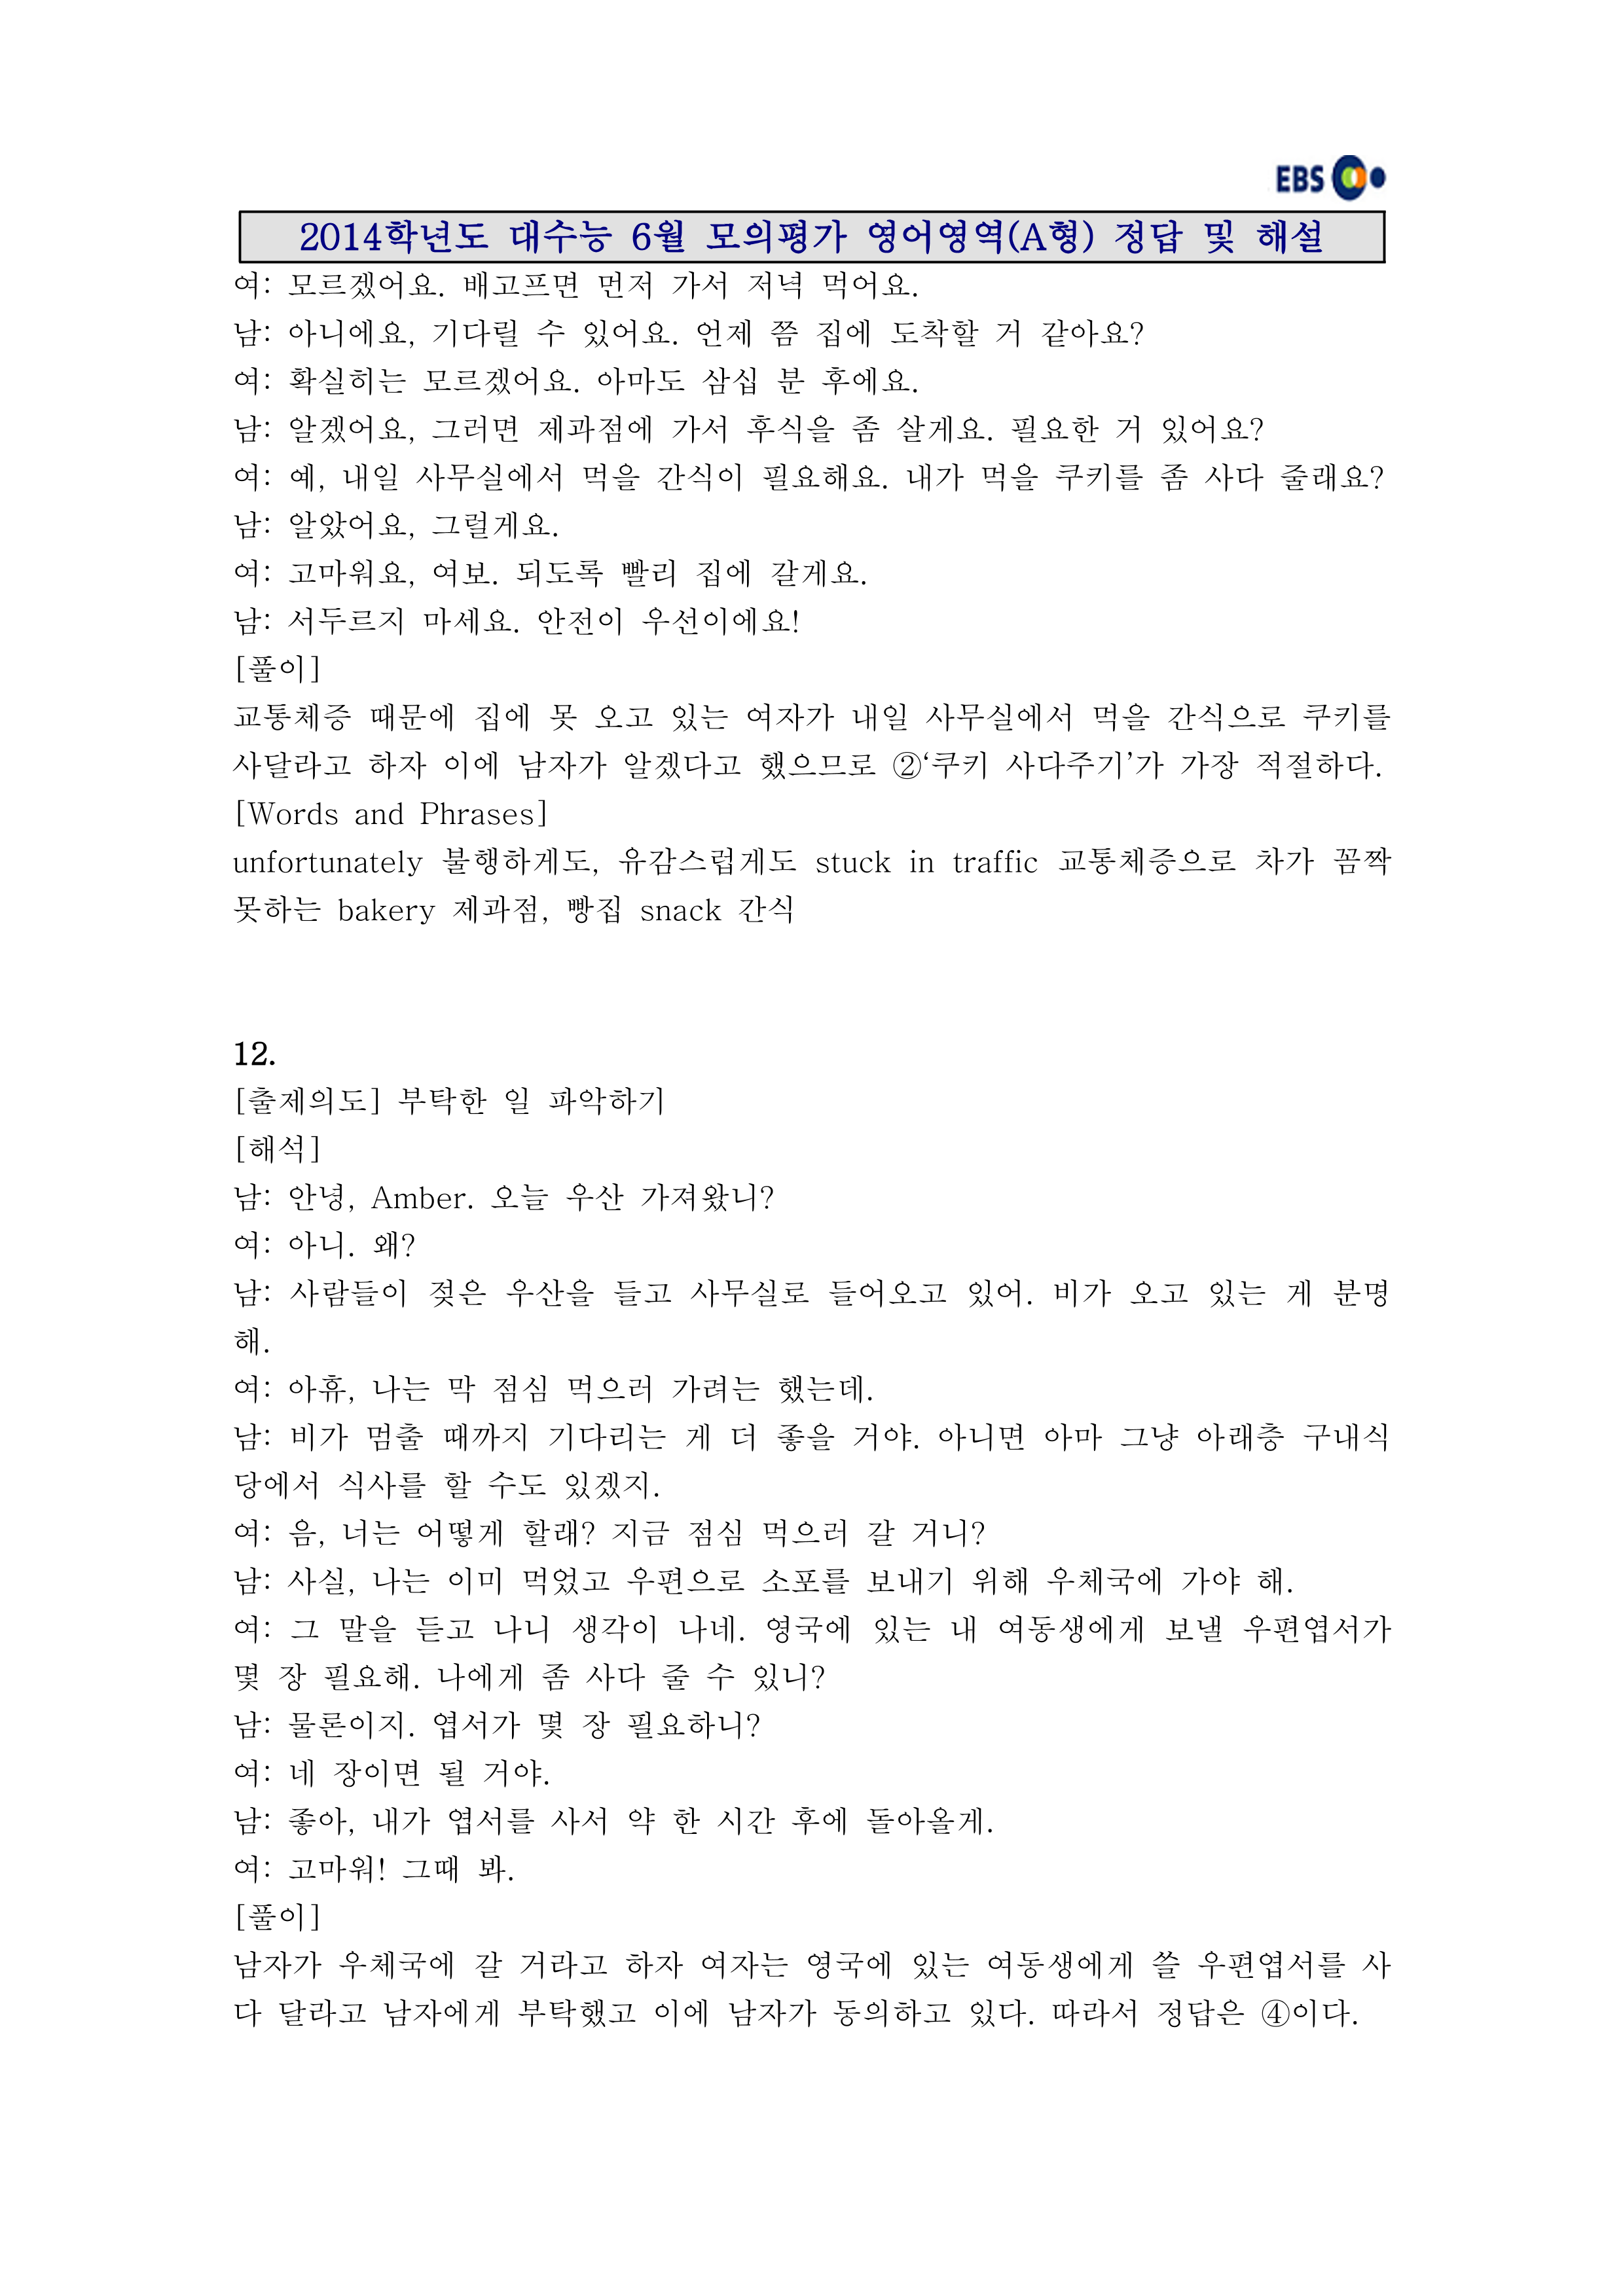 EBS
2014학년도 대수능 6월 모의평가 영어영역(A형) 정답 및 해설
여: 모르겠어요. 배고프면 먼저 가서 저녁 먹어요.
남: 아니에요, 기다릴 수 있어요. 언제 쯤 집에 도착할 거 같아요?
여: 확실히는 모르겠어요. 아마도 삼십 분 후에요.
남: 알겠어요, 그러면 제과점에 가서 후식을 좀 살게요. 필요한 거 있어요?
여: 예, 내일 사무실에서 먹을 간식이 필요해요. 내가 먹을 쿠키를 좀 사다 줄래요?
남: 알았어요, 그럴게요.
여: 고마워요, 여보. 되도록 빨리 집에 갈게요.
남: 서두르지 마세요. 안전이 우선이에요!
[풀이]
교통체증 때문에 집에 못 오고 있는 여자가 내일 사무실에서 먹을 간식으로 쿠키를
사달라고 하자 이에 남자가 알겠다고 했으므로 ②‘쿠키 사다주기’가 가장 적절하다.
[Words and Phrases]
unfortunately 불행하게도, 유감스럽게도 stuck in traffic 교통체증으로 차가 꼼짝
못하는 bakery 제과점, 빵집 snack 간식
12.
[출제의도] 부탁한 일 파악하기
[해석]
남: 안녕, Amber. 오늘 우산 가져왔니?
여: 아니. 왜?
남: 사람들이 젖은 우산을 들고 사무실로 들어오고 있어. 비가 오고 있는 게 분명
해.
여: 아휴, 나는 막 점심 먹으러 가려는 했는데.
남: 비가 멈출 때까지 기다리는 게 더 좋을 거야. 아니면 아마 그냥 아래층 구내식
당에서 식사를 할 수도 있겠지.
여: 음, 너는 어떻게 할래? 지금 점심 먹으러 갈 거니?
남: 사실, 나는 이미 먹었고 우편으로 소포를 보내기 위해 우체국에 가야 해.
여: 그 말을 듣고 나니 생각이 나네. 영국에 있는 내 여동생에게 보낼 우편엽서가
몇 장 필요해. 나에게 좀 사다 줄 수 있니?
남: 물론이지. 엽서가 몇 장 필요하니?
여: 네 장이면 될 거야.
남: 좋아, 내가 엽서를 사서 약 한 시간 후에 돌아올게.
여: 고마워! 그때 봐.
[풀이]
남자가 우체국에 갈 거라고 하자 여자는 영국에 있는 여동생에게 쓸 우편엽서를 사
다 달라고 남자에게 부탁했고 이에 남자가 동의하고 있다. 따라서 정답은 ④이다.